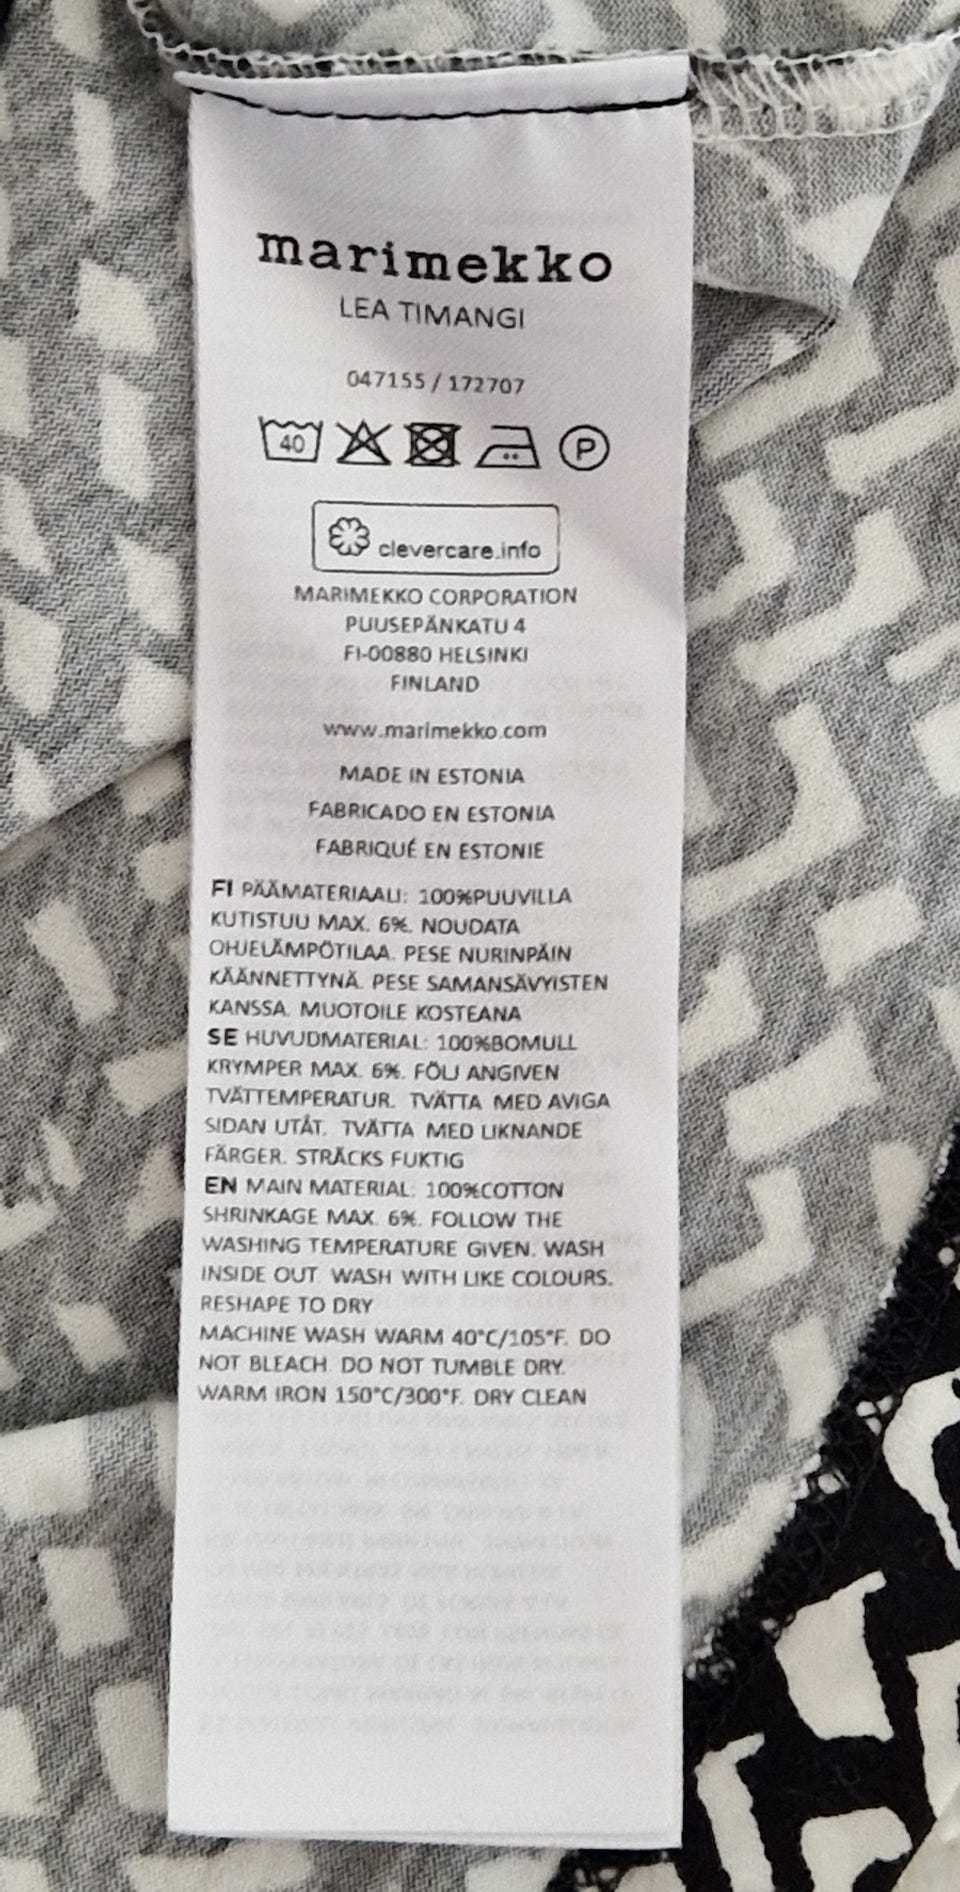 marimekko
LEA TIMANGI
047155 / 172707
40 P
clevercare.info
MARIMEKKO CORPORATION
PUUSEPÄNKATU 4
FI-00880 HELSINKI
FINLAND
www.marimekko.com
MADE IN ESTONIA
FABRICADO EN ESTONIA
FABRIQUÉ EN ESTONIE
FI PÄÄMATERIAALI: 100%PUUVILLA
KUTISTUU MAX. 6%. NOUDATA
OHJELÄMPÖTILAA. PESE NURINPÄIN
KÄÄNNETTYNÄ. PESE SAMANSÄVYISTEN
KANSSA. MUOTOILE KOSTEANA
SE HUVUDMATERIAL: 100%BOMULL
KRYMPER MAX. 6%. FÖLJ ANGIVEN
TVÄTTEMPERATUR. TVÄTTA MED AVIGA
SIDAN UTÅT. TVÄTTA MED LIKNANDE
FÄRGER. STRÄCKS FUKTIG
EN MAIN MATERIAL: 100%COTTON
SHRINKAGE MAX. 6%. FOLLOW THE
WASHING TEMPERATURE GIVEN. WASH
INSIDE OUT. WASH WITH LIKE COLOURS.
RESHAPE TO DRY
MACHINE WASH WARM 40°C/105°F. DO
NOT BLEACH. DO NOT TUMBLE DRY.
WARM IRON 150°C/300°F. DRY CLEAN